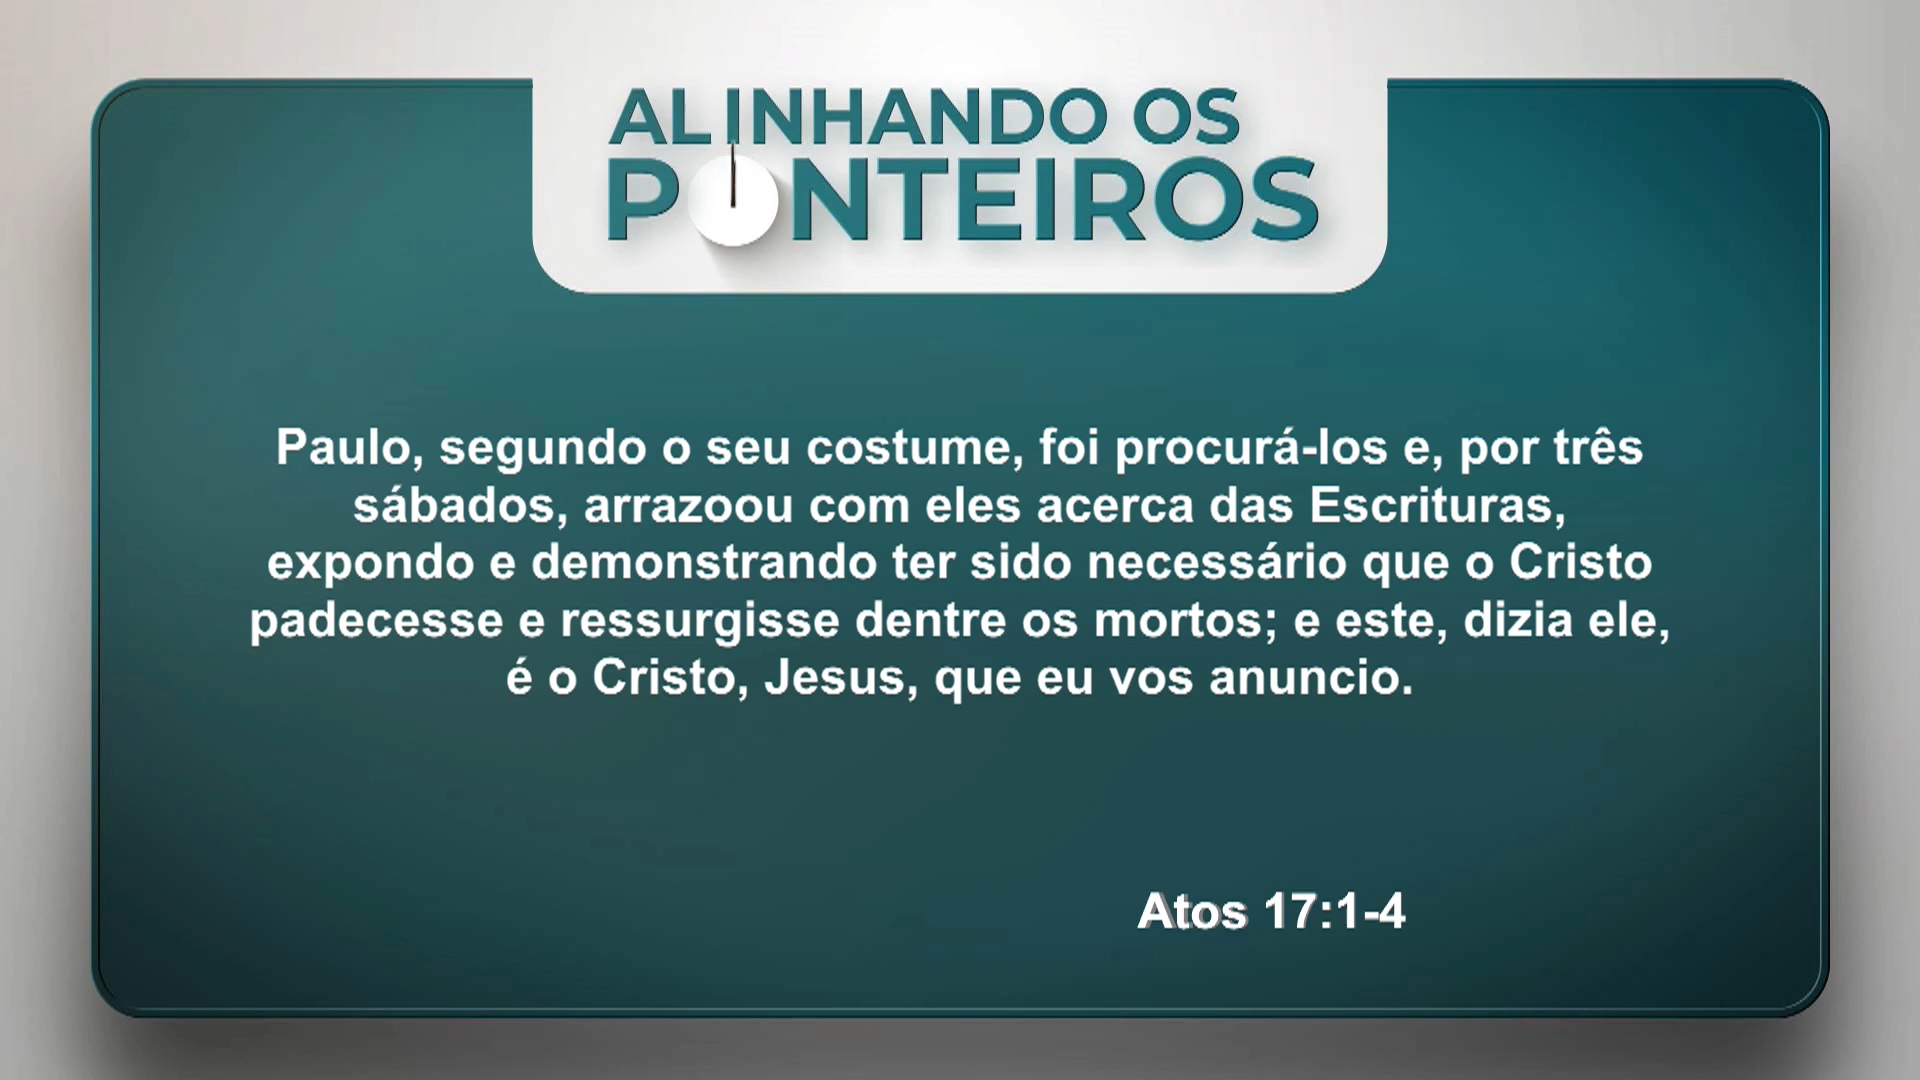 ALINHANDO OS
PONTEIROS
Paulo, segundo o seu costume, foi procurá-los e, por três
sábados, arrazoou com eles acerca das Escrituras,
expondo e demonstrando ter sido necessário que o Cristo
padecesse e ressurgisse dentre os mortos; e este, dizia ele,
é o Cristo, Jesus, que eu vos anuncio.
Atos 17:1-4